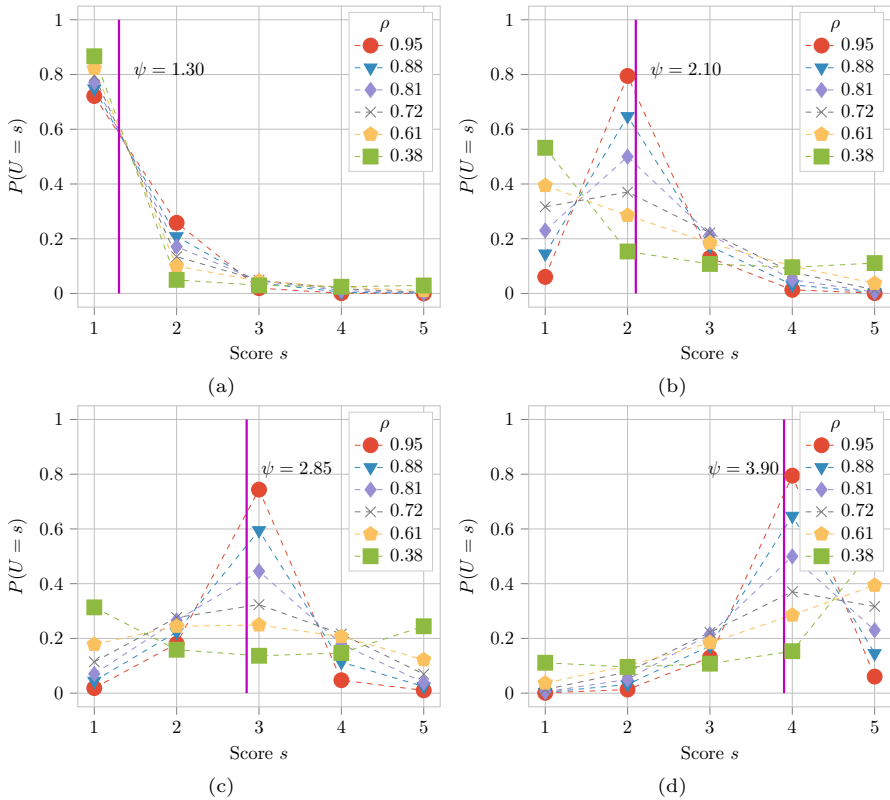 1
0.8
0.6
0.4
0.2
0
P(U = s)
ψ = 1.30
ρ
0.95
0.88
0.81
0.72
0.61
0.38
1 2 3 4 5
Score s
(a)
1
0.8
0.6
0.4
0.2
0
P(U = s)
ψ = 2.10
ρ
0.95
0.88
0.81
0.72
0.61
0.38
1 2 3 4 5
Score s
(b)
1
0.8
0.6
0.4
0.2
0
P(U = s)
ψ = 2.85
ρ
0.95
0.88
0.81
0.72
0.61
0.38
1 2 3 4 5
Score s
(c)
1
0.8
0.6
0.4
0.2
0
P(U = s)
ψ = 3.90
ρ
0.95
0.88
0.81
0.72
0.61
0.38
1 2 3 4 5
Score s
(d)